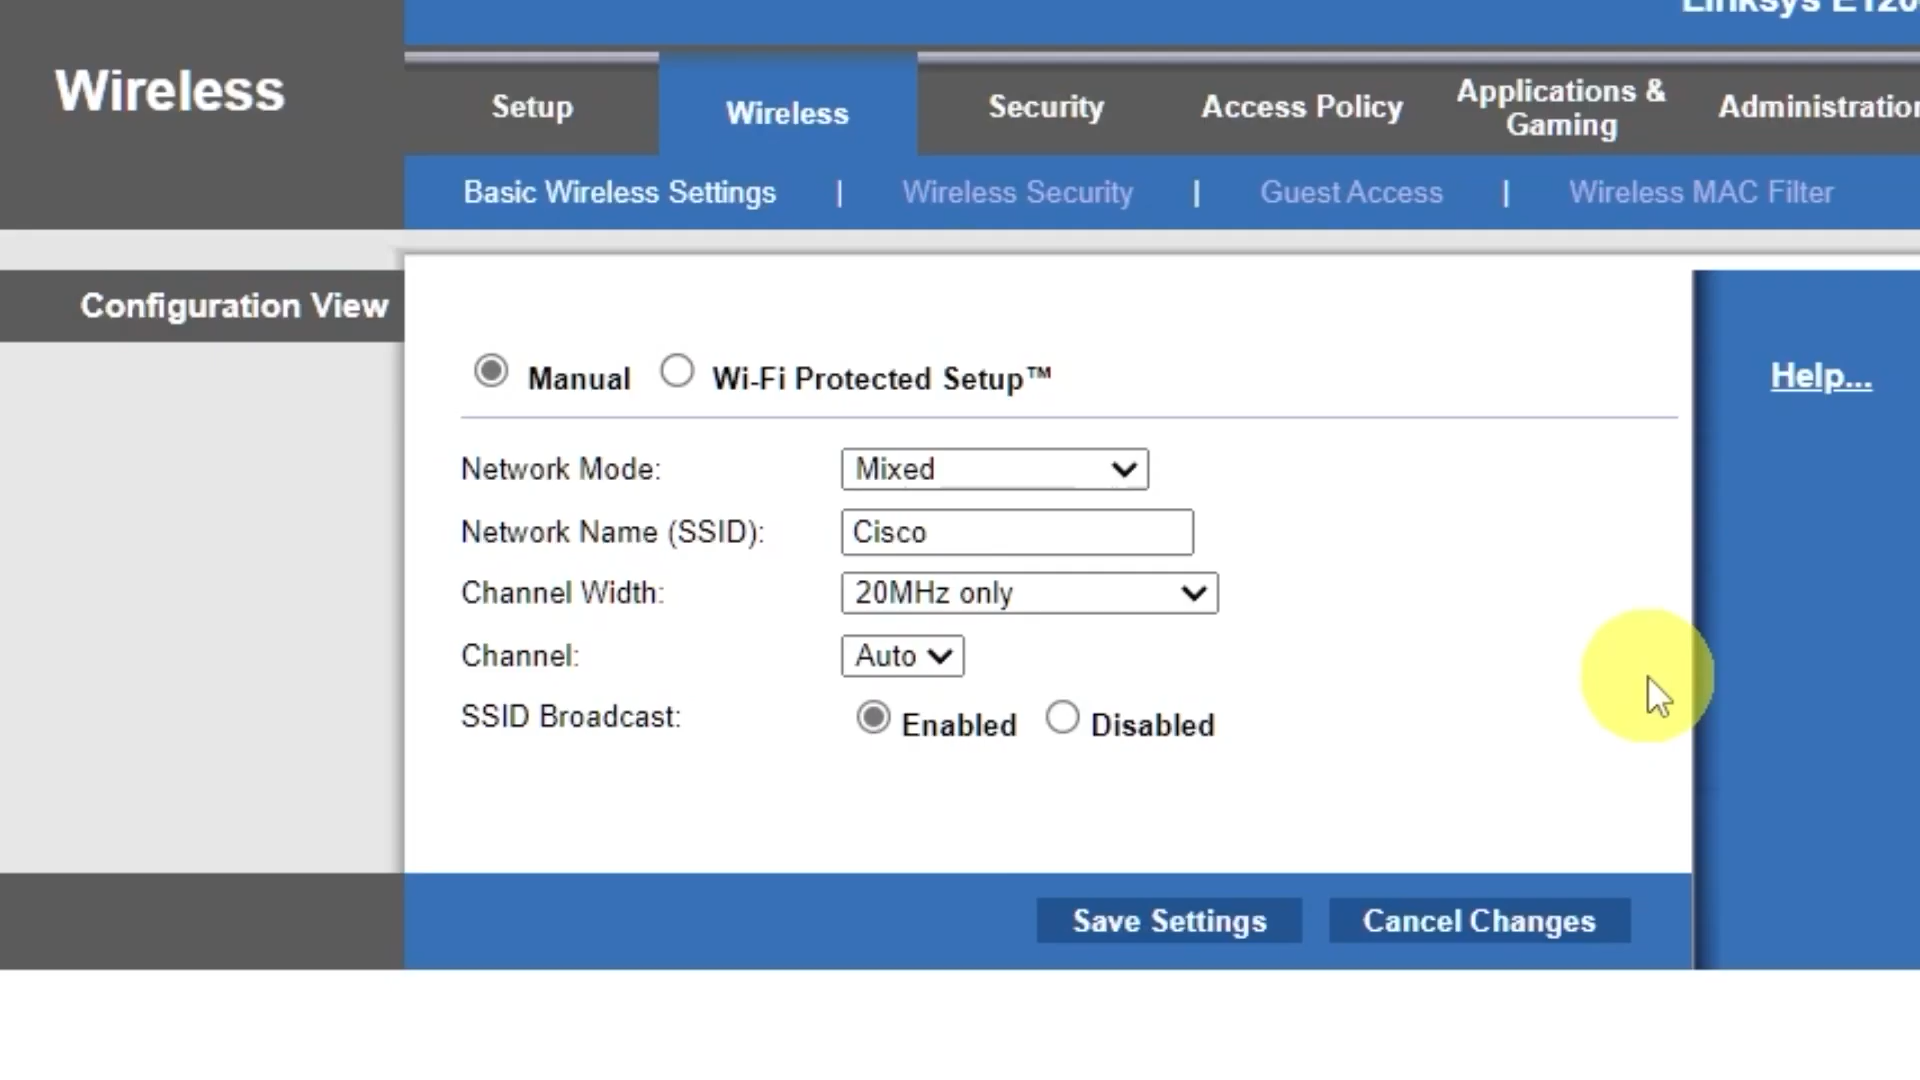 Wireless
Setup
Wireless
Security
Access Policy
Applications &
Gaming
Basic Wireless Settings | Wireless Security | Guest Access | Wireless MAC Filter
Configuration View
Manual Wi-Fi Protected Setup™
Help...
Network Mode: Mixed
Network Name (SSID): Cisco
Channel Width: 20MHz only
Channel: Auto
SSID Broadcast: Enabled Disabled
Save Settings Cancel Changes